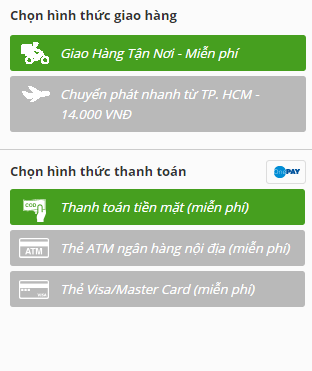 Chọn hình thức giao hàng
Giao Hàng Tận Nơi - Miễn phí
Chuyển phát nhanh từ TP. HCM -
14.000 VNĐ
Chọn hình thức thanh toán
OnePAY
COD
Thanh toán tiền mặt (miễn phí)
ATM
Thẻ ATM ngân hàng nội địa (miễn phí)
VISA
Thẻ Visa/Master Card (miễn phí)